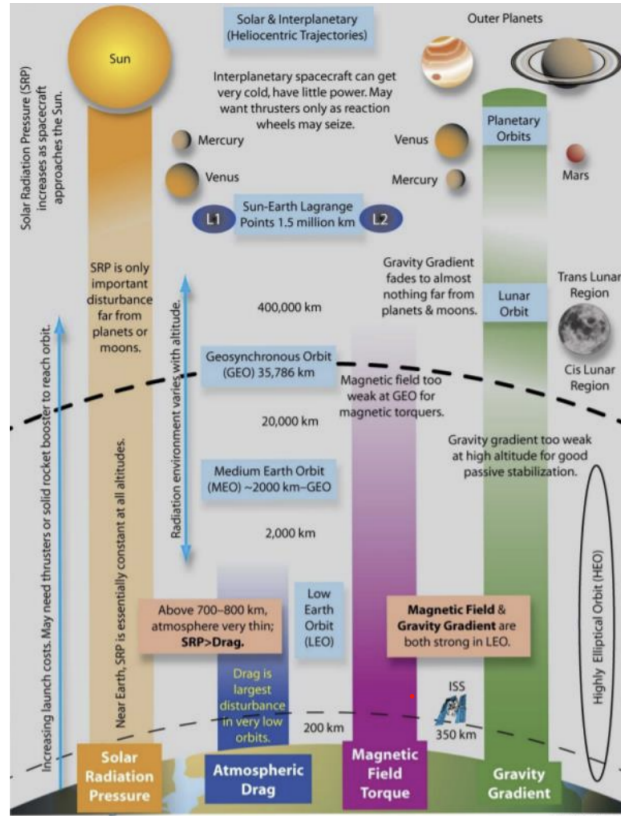 Solar & Interplanetary
(Heliocentric Trajectories)
Outer Planets
Sun
Interplanetary spacecraft can get
very cold, have little power. May
want thrusters only as reaction
wheels may seize.
Solar Radiation Pressure (SRP)
increases as spacecraft
approaches the Sun.
Mercury
Venus
Venus
Mercury
Planetary
Orbits
Mars
L1
Sun-Earth Lagrange
Points 1.5 million km
L2
SRP is only
important
disturbance
far from
planets or
moons.
Gravity Gradient
fades to almost
nothing far from
planets & moons.
400,000 km
Lunar
Orbit
Trans Lunar
Region
Cis Lunar
Region
Geosynchronous Orbit
(GEO) 35,786 km
Magnetic field too
weak at GEO for
magnetic torquers.
20,000 km
Gravity gradient too weak
at high altitude for good
passive stabilization.
Radiation environment varies with altitude.
Medium Earth Orbit
(MEO) ~2000 km–GEO
2,000 km
Increasing launch costs. May need thrusters or solid rocket booster to reach orbit.
Near Earth, SRP is essentially constant at all altitudes.
Above 700–800 km,
atmosphere very thin;
SRP>Drag.
Low
Earth
Orbit
(LEO)
Magnetic Field &
Gravity Gradient are
both strong in LEO.
Highly Elliptical Orbit (HEO)
Drag is
largest
disturbance
in very low
orbits.
200 km
ISS
350 km
Solar
Radiation
Pressure
Atmospheric
Drag
Magnetic
Field
Torque
Gravity
Gradient